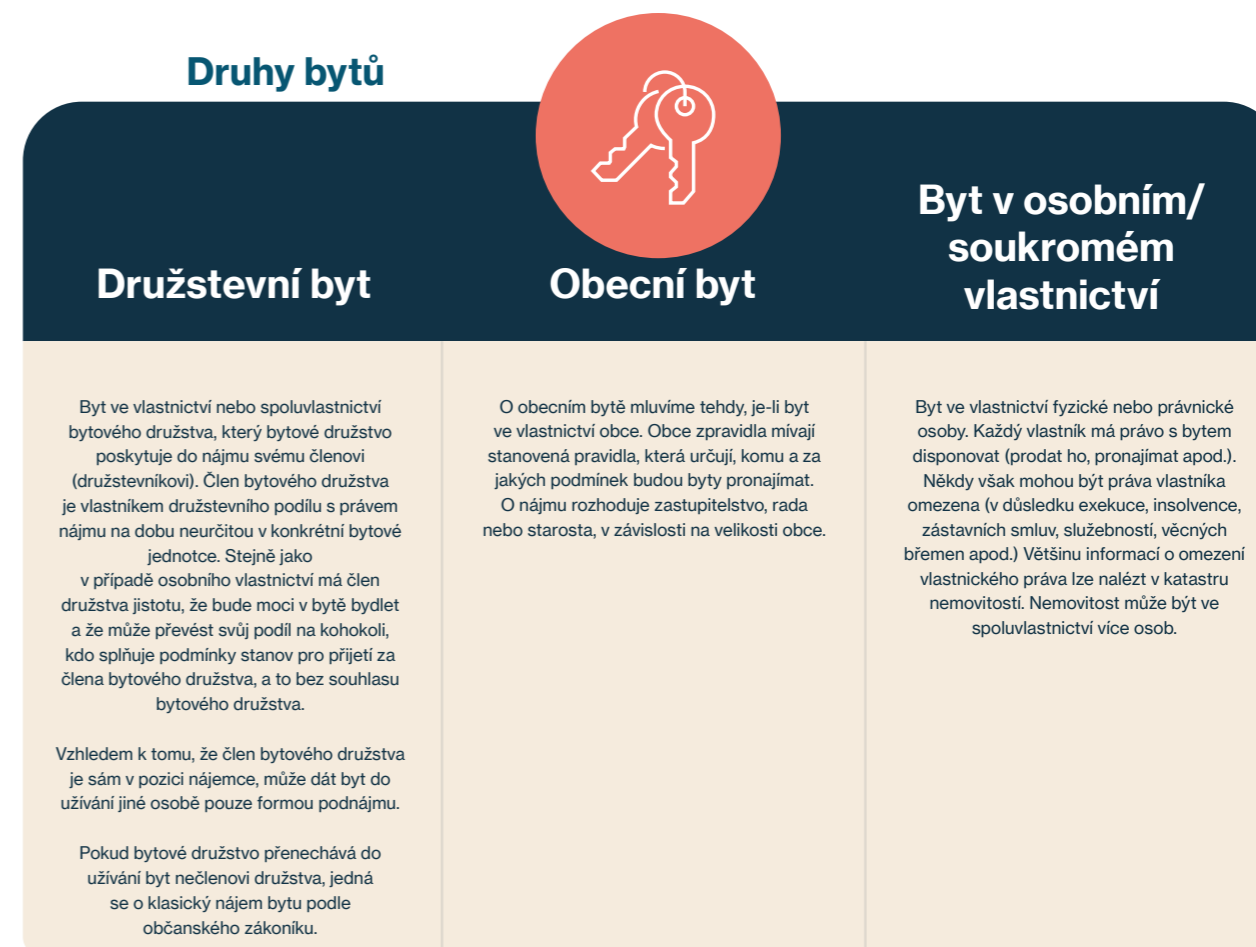 Druhy bytů
Družstevní byt
Byt ve vlastnictví nebo spoluvlastnictví
bytového družstva, který bytové družstvo
poskytuje do nájmu svému členovi
(družstevníkovi). Člen bytového družstva
je vlastníkem družstevního podílu s právem
nájmu na dobu neurčitou v konkrétní bytové
jednotce. Stejně jako
v případě osobního vlastnictví má člen
družstva jistotu, že bude moci v bytě bydlet
a že může převést svůj podíl na kohokoli,
kdo splňuje podmínky stanov pro přijetí za
člena bytového družstva, a to bez souhlasu
bytového družstva.
Vzhledem k tomu, že člen bytového družstva
je sám v pozici nájemce, může dát byt do
užívání jiné osobě pouze formou podnájmu.
Pokud bytové družstvo přenechává do
užívání byt nečlenovi družstva, jedná
se o klasický nájem bytu podle
občanského zákoníku.
Obecní byt
O obecním bytě mluvíme tehdy, je-li byt
ve vlastnictví obce. Obce zpravidla mívají
stanovená pravidla, která určují, komu a za
jakých podmínek budou byty pronajímat.
O nájmu rozhoduje zastupitelstvo, rada
nebo starosta, v závislosti na velikosti obce.
Byt v osobním/
soukromém
vlastnictví
Byt ve vlastnictví fyzické nebo právnické
osoby. Každý vlastník má právo s bytem
disponovat (prodat ho, pronajímat apod.).
Někdy však mohou být práva vlastníka
omezena (v důsledku exekuce, insolvence,
zástavních smluv, služebností, věcných
břemen apod.) Většinu informací o omezení
vlastnického práva lze nalézt v katastru
nemovitostí. Nemovitost může být ve
spoluvlastnictví více osob.